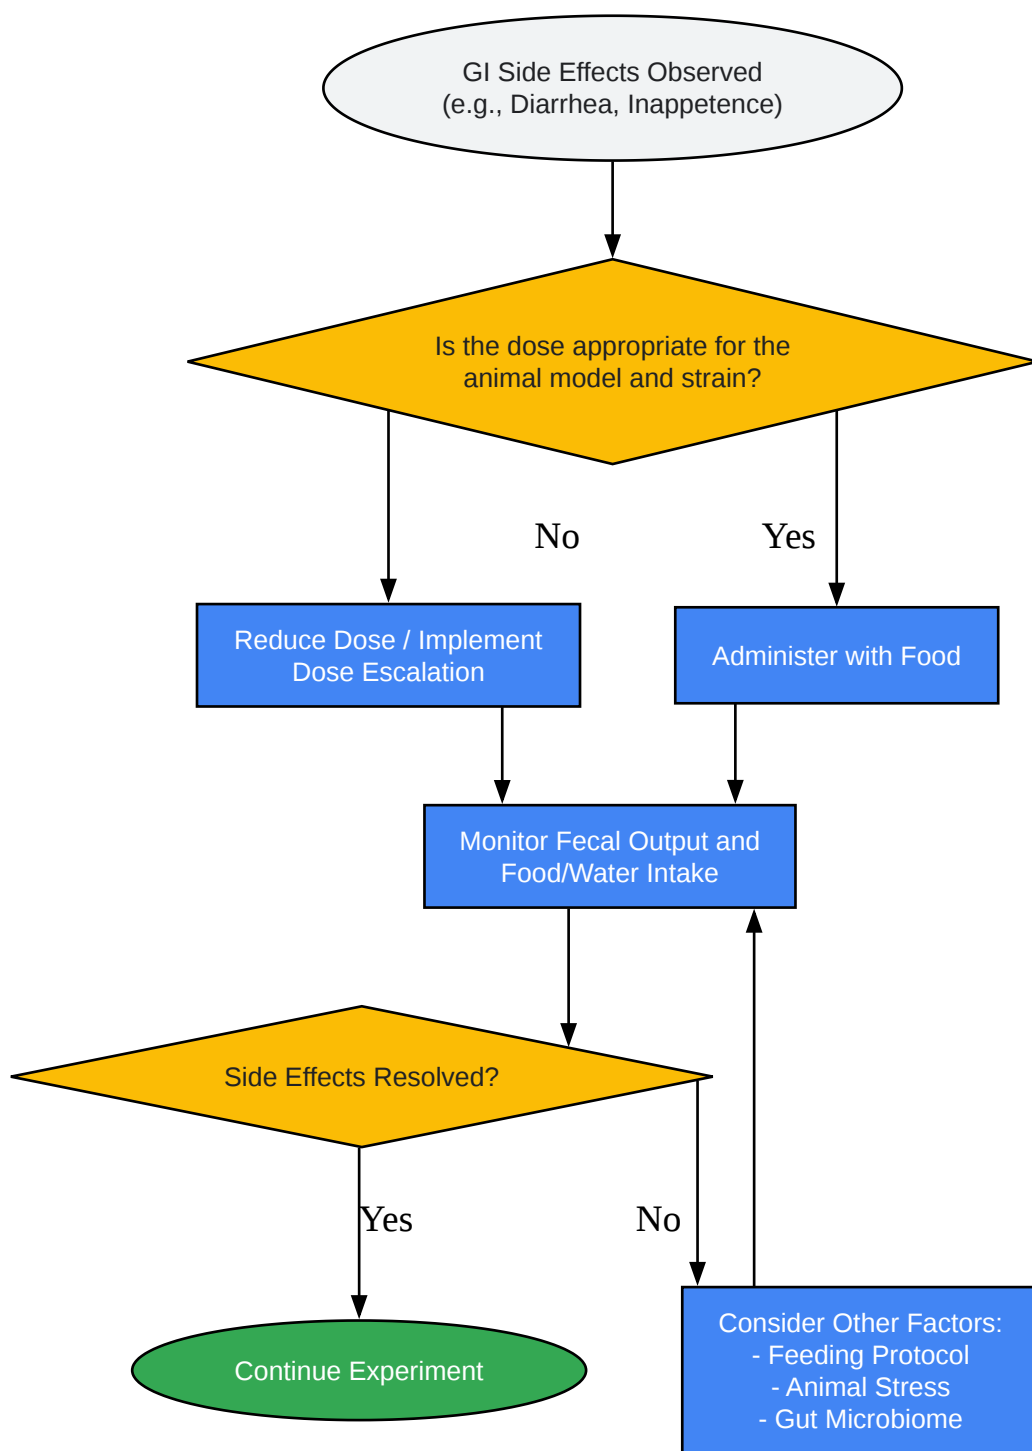 GI Side Effects Observed
(e.g., Diarrhea, Inappetence)
Is the dose appropriate for the
animal model and strain?
No
Yes
Reduce Dose / Implement
Dose Escalation
Administer with Food
Monitor Fecal Output and
Food/Water Intake
Side Effects Resolved?
Yes
No
Continue Experiment
Consider Other Factors:
- Feeding Protocol
- Animal Stress
- Gut Microbiome